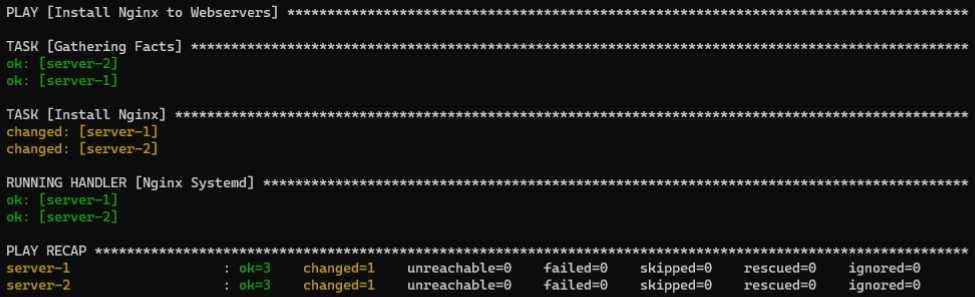 PLAY [Install Nginx to Webservers] *************************************************************************************
TASK [Gathering Facts] *************************************************************************************************
ok: [server-2]
ok: [server-1]
TASK [Install Nginx] ***************************************************************************************************
changed: [server-1]
changed: [server-2]
RUNNING HANDLER [Nginx Systemd] ****************************************************************************************
ok: [server-1]
ok: [server-2]
PLAY RECAP *************************************************************************************************************
server-1                   : ok=3    changed=1    unreachable=0    failed=0    skipped=0    rescued=0    ignored=0
server-2                   : ok=3    changed=1    unreachable=0    failed=0    skipped=0    rescued=0    ignored=0